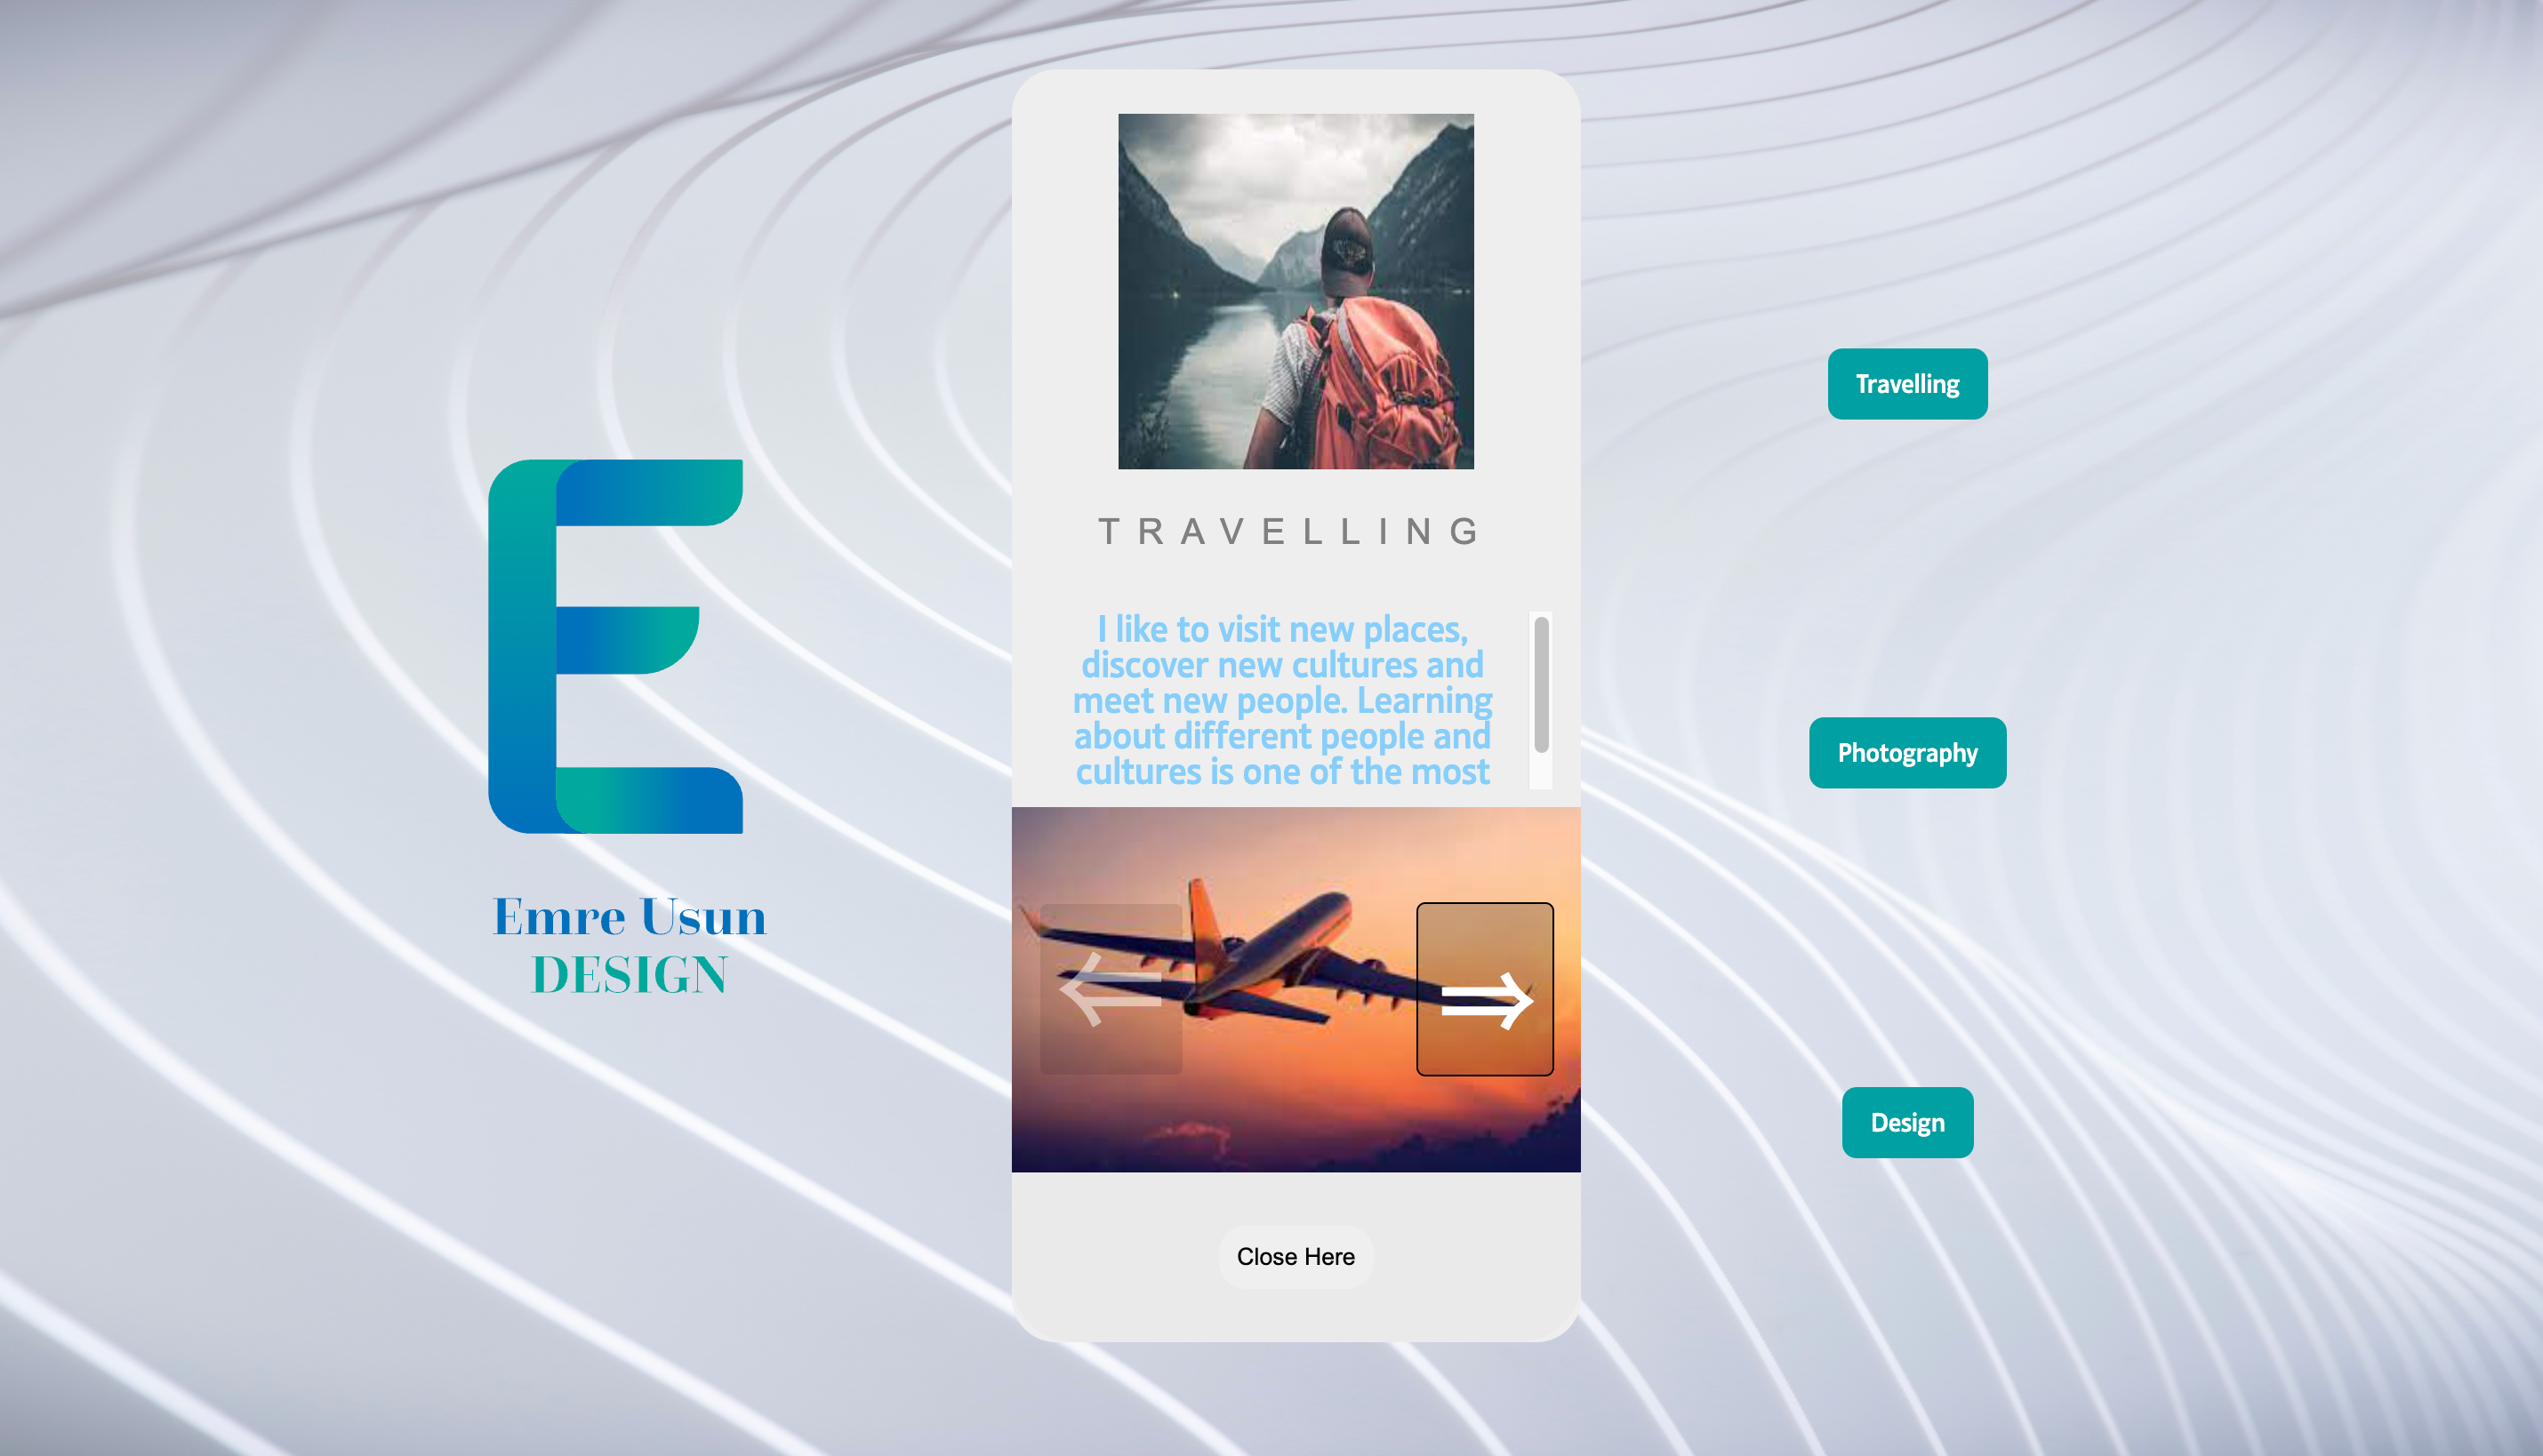 E
Emre Usun
DESIGN
TRAVELLING
I like to visit new places,
discover new cultures and
meet new people. Learning
about different people and
cultures is one of the most
Close Here
Travelling
Photography
Design